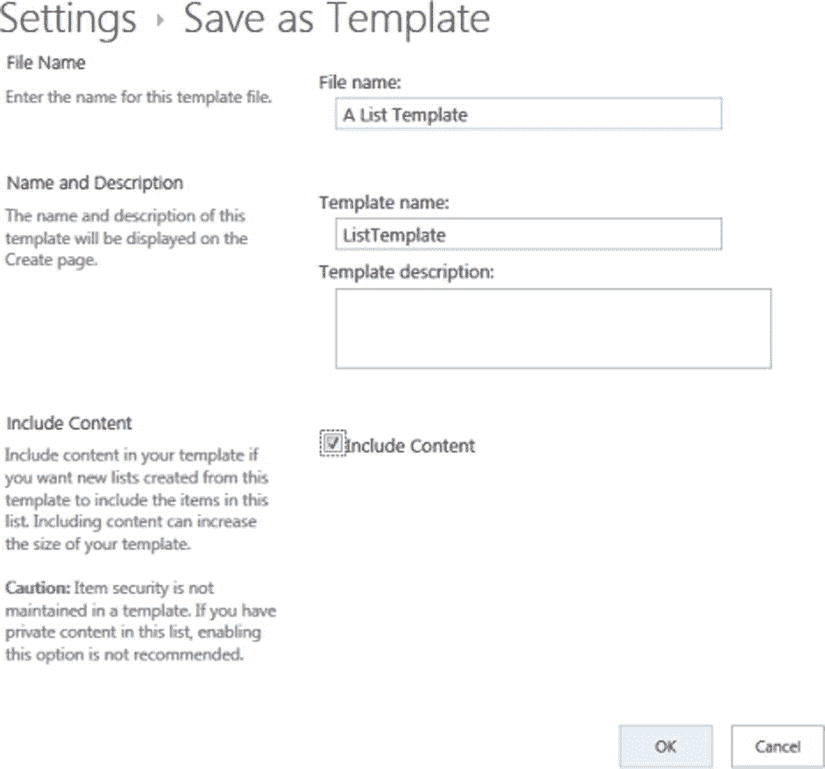 Settings › Save as Template
File Name
Enter the name for this template file.
File name:
A List Template
Name and Description
The name and description of this
template will be displayed on the
Create page.
Template name:
ListTemplate
Template description:
Include Content
Include content in your template if
you want new lists created from this
template to include the items in this
list. Including content can increase
the size of your template.
Caution: Item security is not
maintained in a template. If you have
private content in this list, enabling
this option is not recommended.
Include Content
OK
Cancel